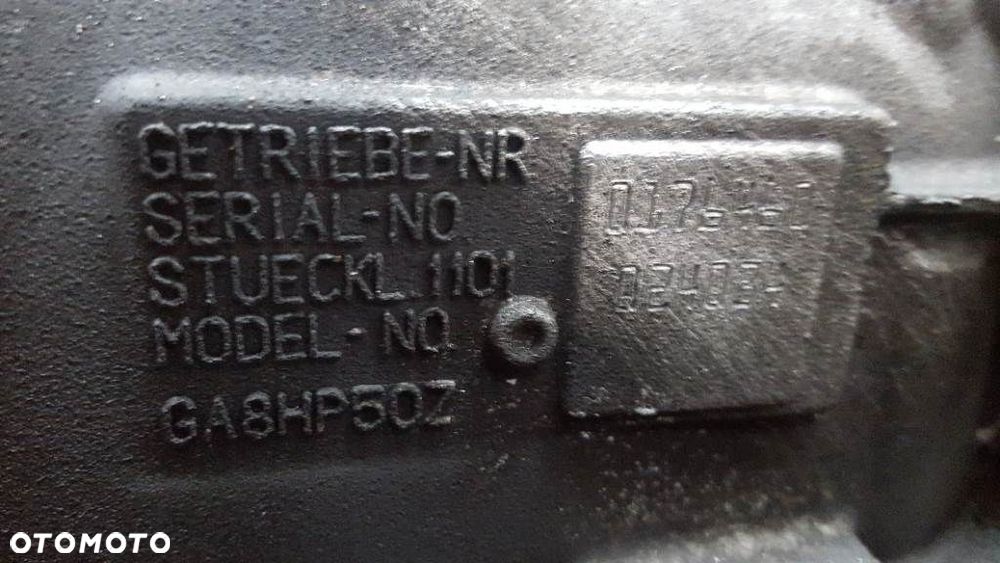 GETRIEBE-NR
SERIAL-NO
STUECKL.1101
MODEL-NO
GA8HP50Z
OTOMOTO